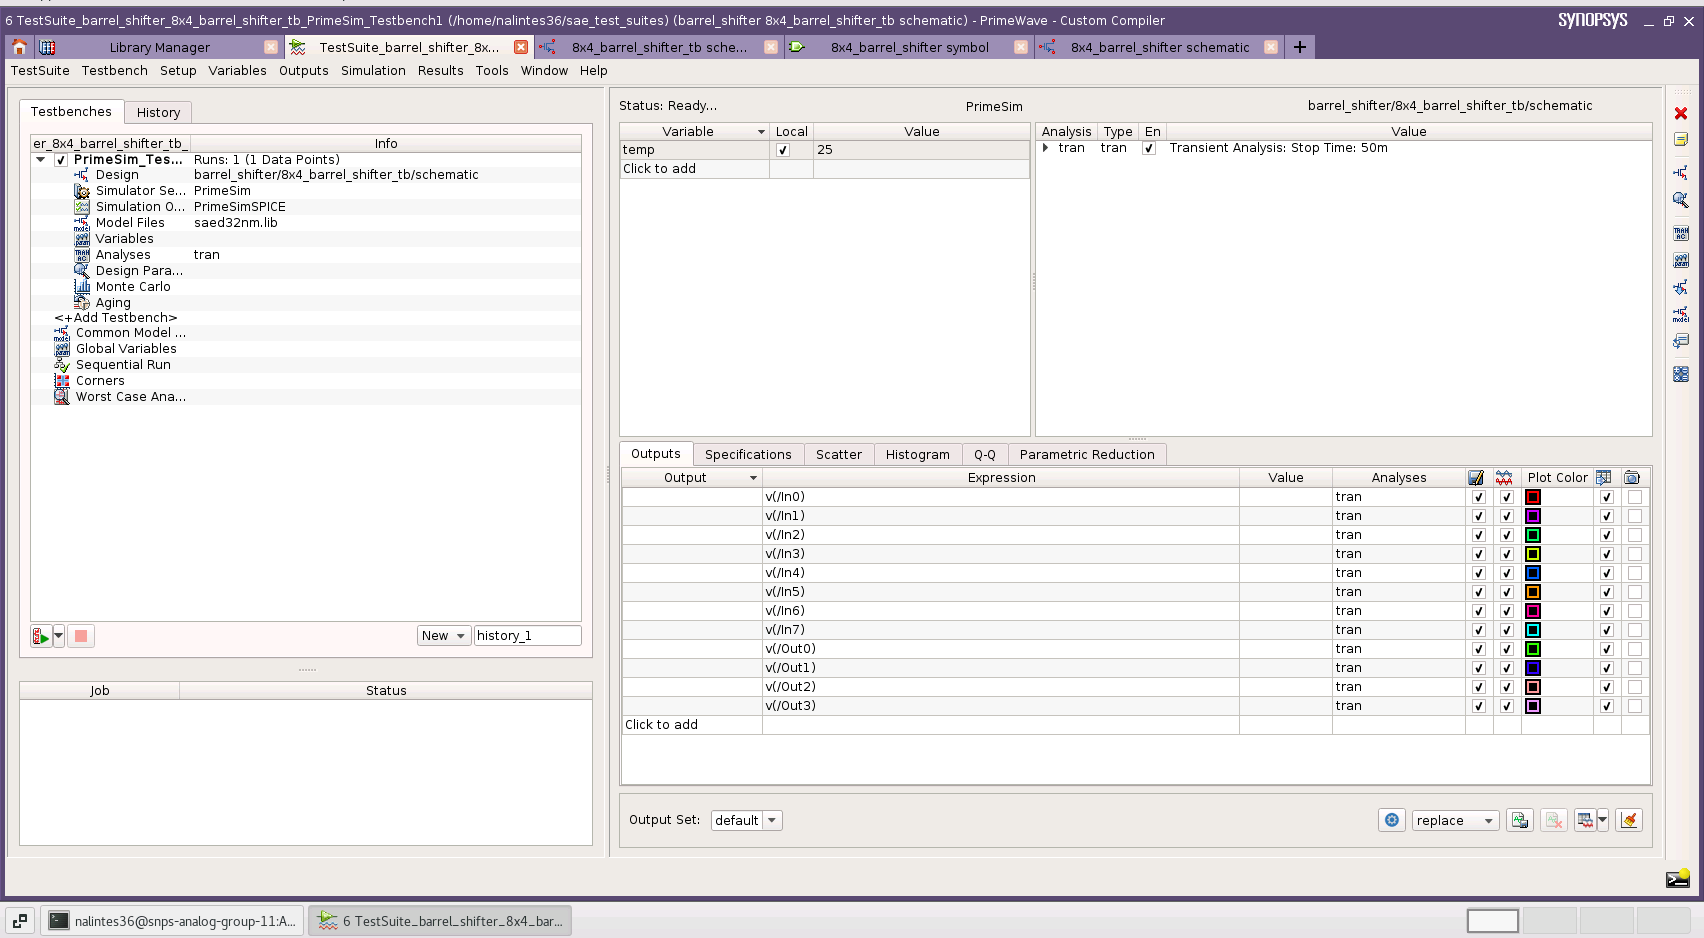 6 TestSuite_barrel_shifter_8x4_barrel_shifter_tb_PrimeSim_Testbench1 (/home/nalintes36/sae_test_suites) (barrel_shifter 8x4_barrel_shifter_tb schematic) - PrimeWave - Custom Compiler
SYNOPSYS
Library Manager
TestSuite_barrel_shifter_8x...
8x4_barrel_shifter_tb sche...
8x4_barrel_shifter symbol
8x4_barrel_shifter schematic
TestSuite Testbench Setup Variables Outputs Simulation Results Tools Window Help
Testbenches History
er_8x4_barrel_shifter_tb_ Info
PrimeSim_Tes... Runs: 1 (1 Data Points)
Design barrel_shifter/8x4_barrel_shifter_tb/schematic
Simulator Se... PrimeSim
Simulation O... PrimeSimSPICE
Model Files saed32nm.lib
Variables
Analyses tran
Design Para...
Monte Carlo
Aging
<+Add Testbench>
Common Model ...
Global Variables
Sequential Run
Corners
Worst Case Ana...
New history_1
Job Status
Status: Ready... PrimeSim barrel_shifter/8x4_barrel_shifter_tb/schematic
Variable Local Value
temp 25
Click to add
Analysis Type En Value
tran tran Transient Analysis: Stop Time: 50m
Outputs Specifications Scatter Histogram Q-Q Parametric Reduction
Output Expression Value Analyses Plot Color
v(/In0) tran
v(/In1) tran
v(/In2) tran
v(/In3) tran
v(/In4) tran
v(/In5) tran
v(/In6) tran
v(/In7) tran
v(/Out0) tran
v(/Out1) tran
v(/Out2) tran
v(/Out3) tran
Click to add
Output Set: default replace
nalintes36@snps-analog-group-11:A...
6 TestSuite_barrel_shifter_8x4_bar...